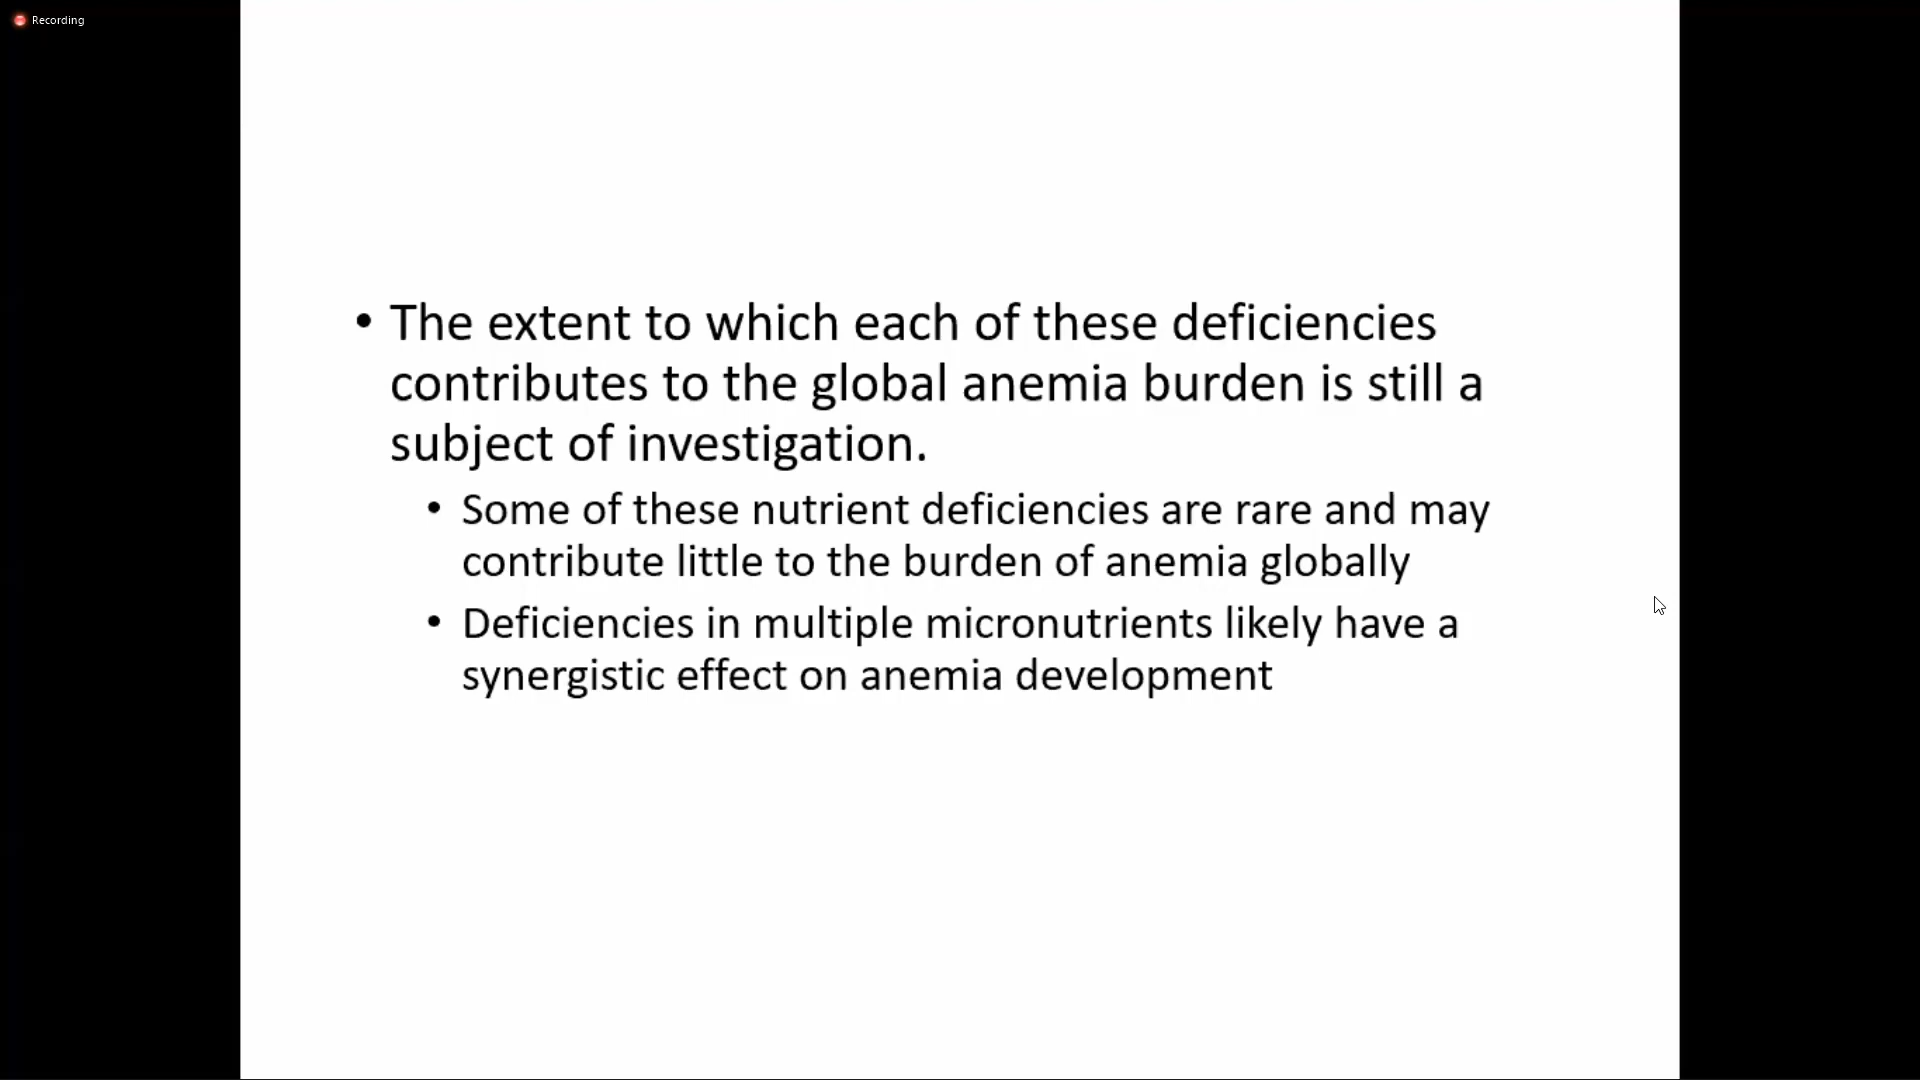 Recording
• The extent to which each of these deficiencies
contributes to the global anemia burden is still a
subject of investigation.
• Some of these nutrient deficiencies are rare and may
contribute little to the burden of anemia globally
• Deficiencies in multiple micronutrients likely have a
synergistic effect on anemia development